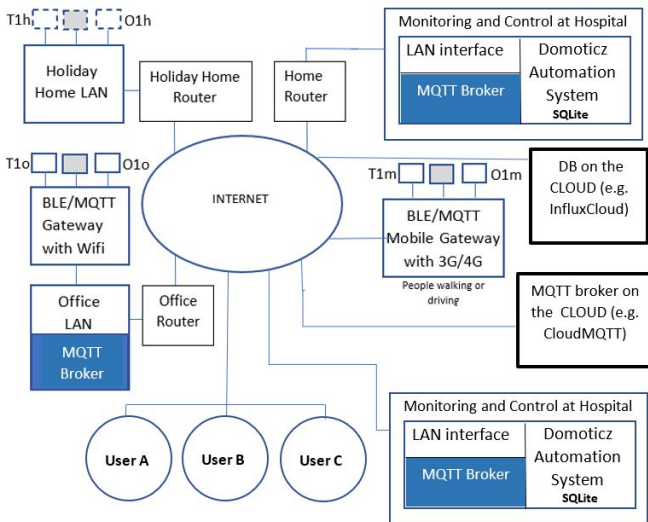 T1h
O1h
Holiday
Home LAN
Holiday Home
Router
Home
Router
Monitoring and Control at Hospital
LAN interface
MQTT Broker
Domoticz
Automation
System
SQLite
T1o
O1o
BLE/MQTT
Gateway
with Wifi
INTERNET
T1m
O1m
BLE/MQTT
Mobile Gateway
with 3G/4G
People walking or
driving
DB on the
CLOUD (e.g.
InfluxCloud)
Office
LAN
MQTT
Broker
Office
Router
MQTT broker on
the CLOUD (e.g.
CloudMQTT)
User A
User B
User C
Monitoring and Control at Hospital
LAN interface
MQTT Broker
Domoticz
Automation
System
SQLite